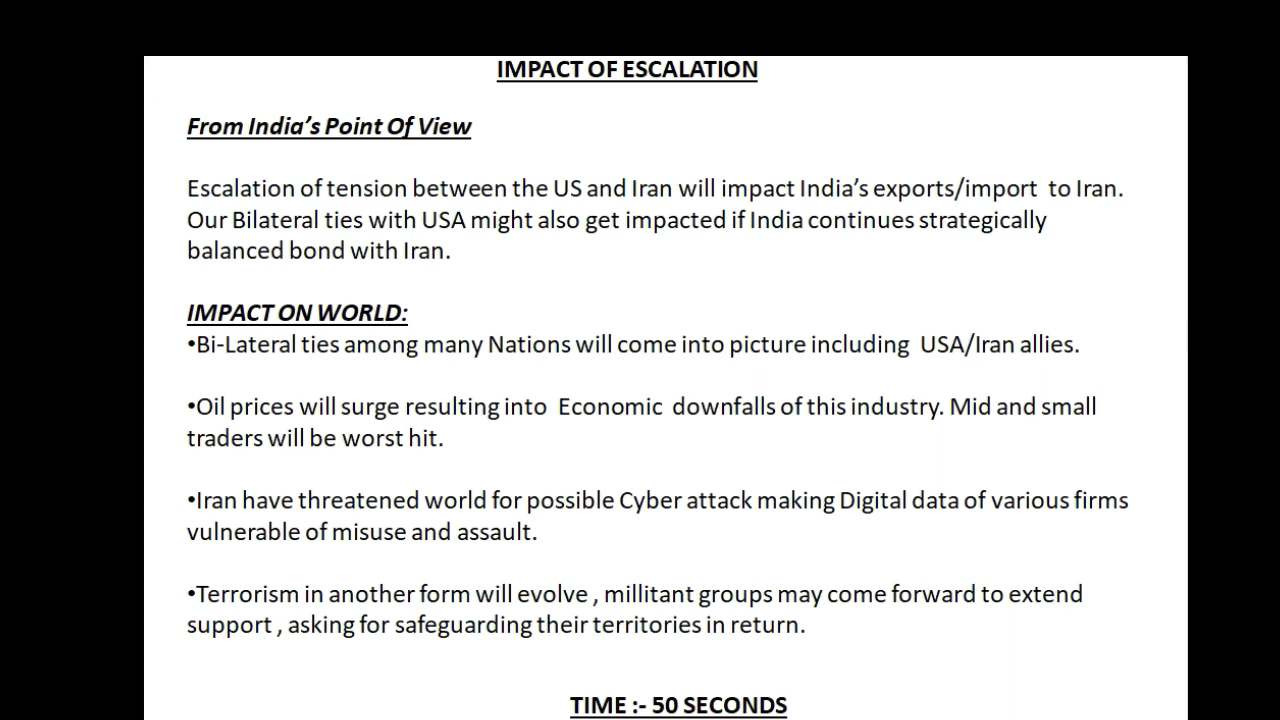 IMPACT OF ESCALATION
From India's Point Of View
Escalation of tension between the US and Iran will impact India's exports/import to Iran.
Our Bilateral ties with USA might also get impacted if India continues strategically
balanced bond with Iran.
IMPACT ON WORLD:
•Bi-Lateral ties among many Nations will come into picture including USA/Iran allies.
•Oil prices will surge resulting into Economic downfalls of this industry. Mid and small
traders will be worst hit.
•Iran have threatened world for possible Cyber attack making Digital data of various firms
vulnerable of misuse and assault.
•Terrorism in another form will evolve , millitant groups may come forward to extend
support , asking for safeguarding their territories in return.
TIME :- 50 SECONDS